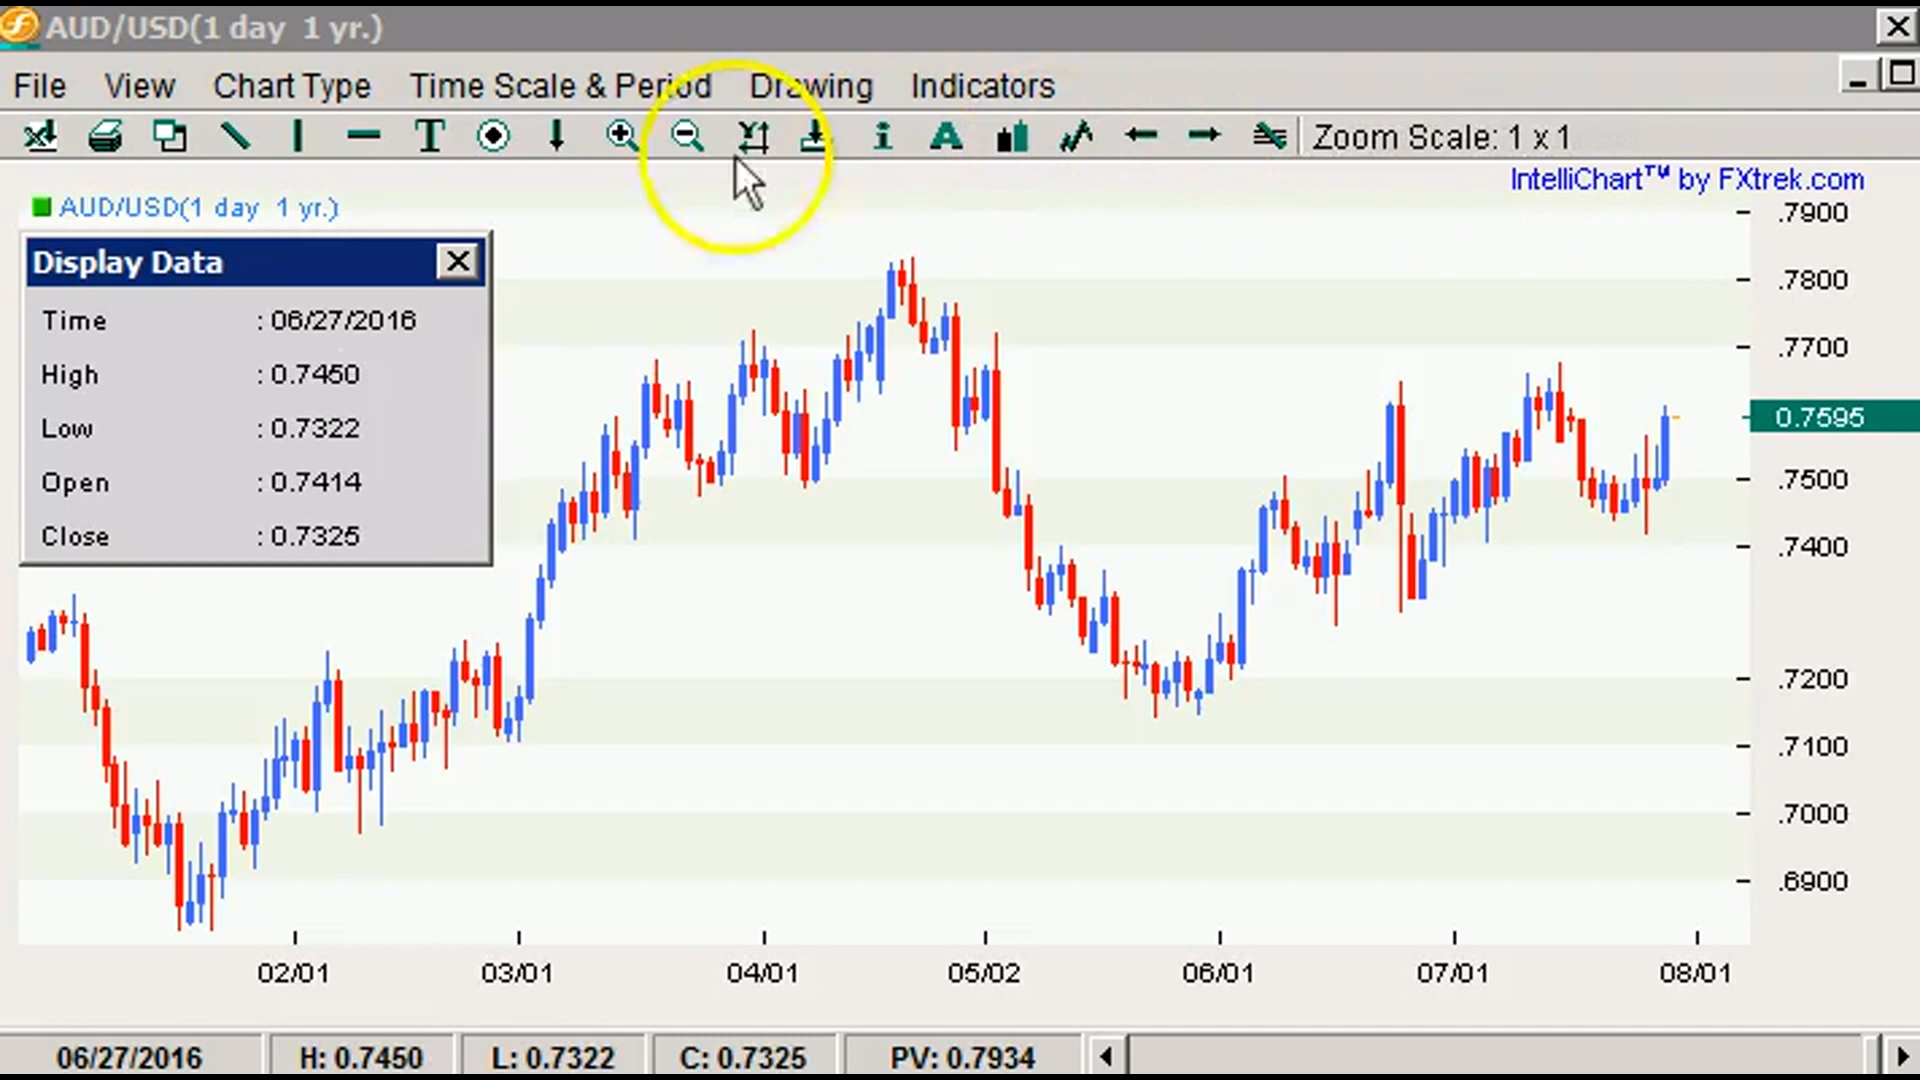 AUD/USD(1 day 1 yr.)
File View Chart Type Time Scale & Period Drawing Indicators
T i A Zoom Scale: 1 x 1
IntelliChart™ by FXtrek.com
AUD/USD(1 day 1 yr.)
Display Data
Time : 06/27/2016
High : 0.7450
Low : 0.7322
Open : 0.7414
Close : 0.7325
.7900
.7800
.7700
0.7595
.7500
.7400
.7200
.7100
.7000
.6900
02/01 03/01 04/01 05/02 06/01 07/01 08/01
06/27/2016 H: 0.7450 L: 0.7322 C: 0.7325 PV: 0.7934